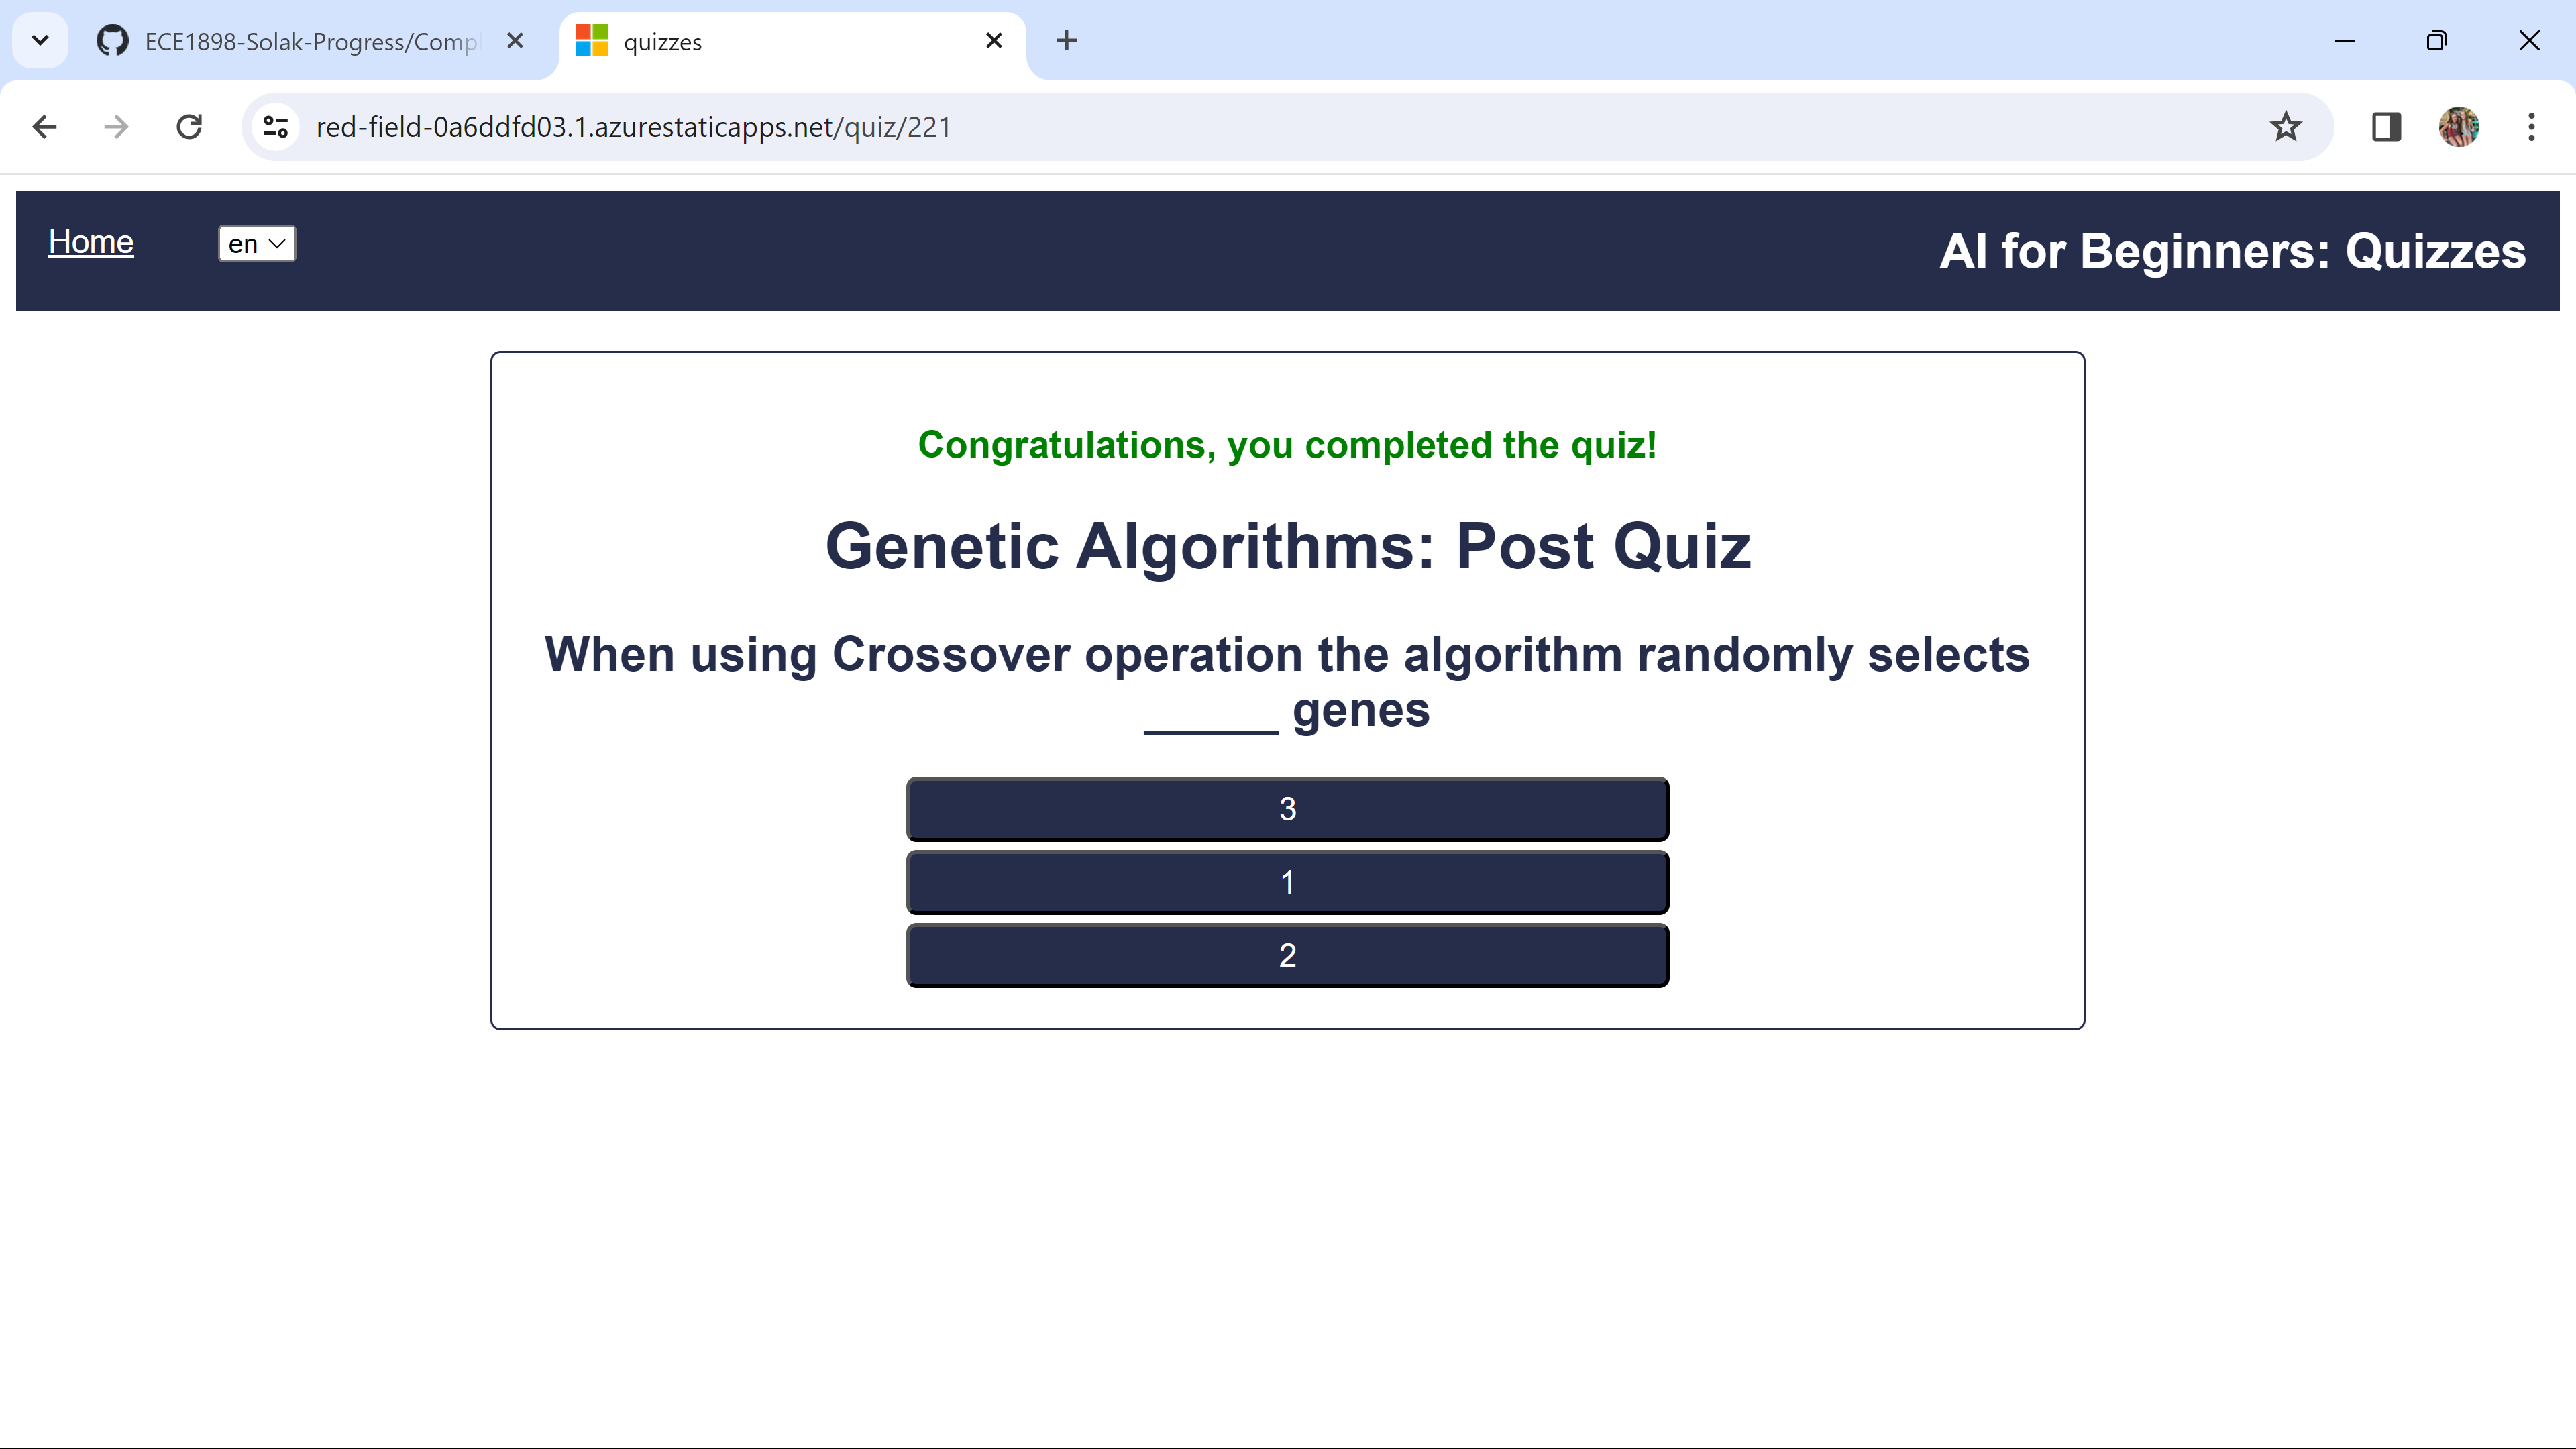 ECE1898-Solak-Progress/Comp
quizzes
red-field-0a6ddfd03.1.azurestaticapps.net/quiz/221
Home
en
AI for Beginners: Quizzes
Congratulations, you completed the quiz!
Genetic Algorithms: Post Quiz
When using Crossover operation the algorithm randomly selects
______ genes
3
1
2